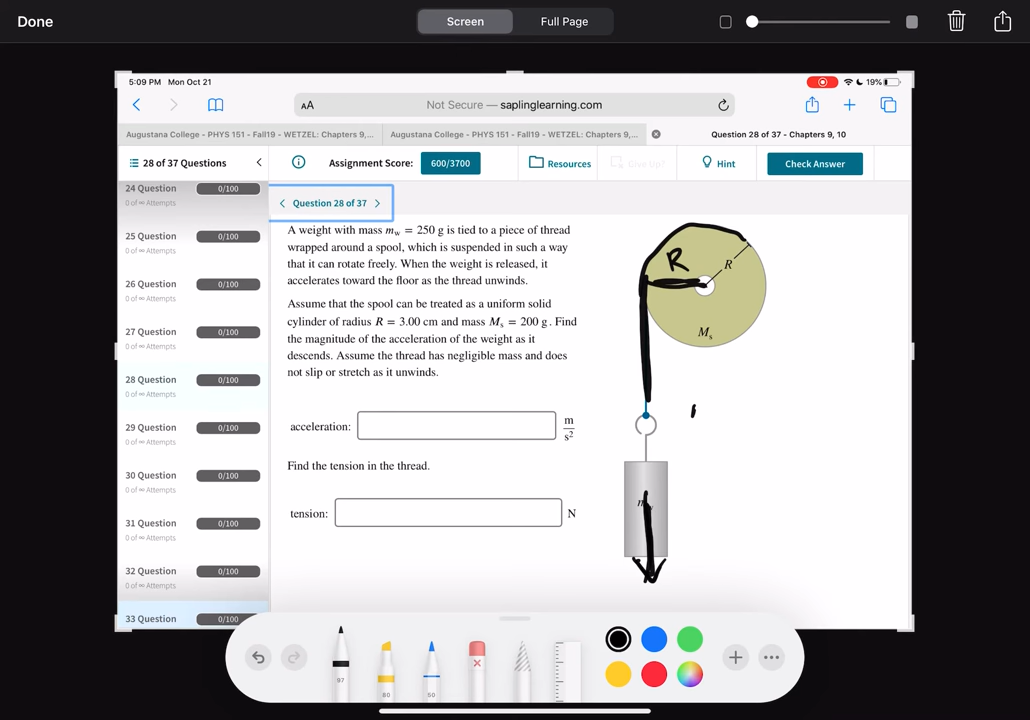 Done
Screen
Full Page
5:09 PM Mon Oct 21
19%
AA
Not Secure — saplinglearning.com
Augustana College - PHYS 151 - Fall19 - WETZEL: Chapters 9,...
Augustana College - PHYS 151 - Fall19 - WETZEL: Chapters 9,...
Question 28 of 37 - Chapters 9, 10
28 of 37 Questions
Assignment Score:
600/3700
Resources
Give Up?
Hint
Check Answer
24 Question
0/100
0 of ∞ Attempts
25 Question
0/100
0 of ∞ Attempts
26 Question
0/100
0 of ∞ Attempts
27 Question
0/100
0 of ∞ Attempts
28 Question
0/100
0 of ∞ Attempts
29 Question
0/100
0 of ∞ Attempts
30 Question
0/100
0 of ∞ Attempts
31 Question
0/100
0 of ∞ Attempts
32 Question
0/100
0 of ∞ Attempts
33 Question
0/100
Question 28 of 37
A weight with mass m_w = 250 g is tied to a piece of thread
wrapped around a spool, which is suspended in such a way
that it can rotate freely. When the weight is released, it
accelerates toward the floor as the thread unwinds.
Assume that the spool can be treated as a uniform solid
cylinder of radius R = 3.00 cm and mass M_s = 200 g. Find
the magnitude of the acceleration of the weight as it
descends. Assume the thread has negligible mass and does
not slip or stretch as it unwinds.
acceleration:
m
s²
Find the tension in the thread.
tension:
N
R
R
M_s
97
80
50